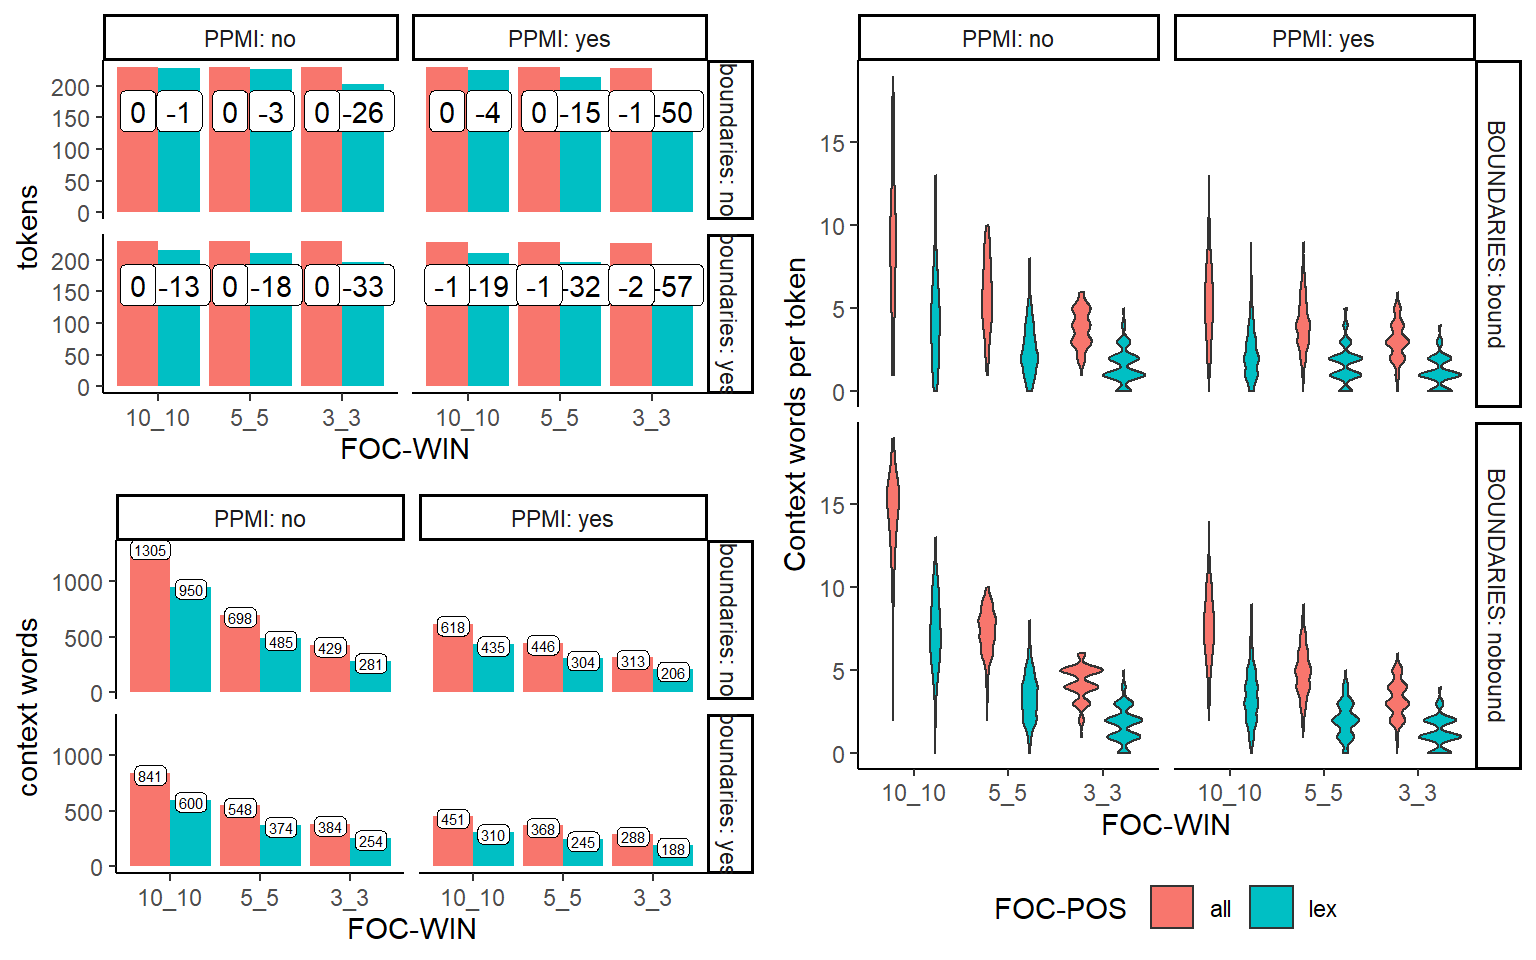 PPMI: no PPMI: yes
tokens
200
150
100
50
0
0 -1 0 -3 0 -26
0 -4 0 -15 -1 -50
boundaries: no
200
150
100
50
0
0 -13 0 -18 0 -33
-1 -19 -1 -32 -2 -57
boundaries: yes
10_10 5_5 3_3 10_10 5_5 3_3
FOC-WIN
PPMI: no PPMI: yes
context words
1000
500
0
1305 950 698 485 429 281
618 435 446 304 313 206
boundaries: no
1000
500
0
841 600 548 374 384 254
451 310 368 245 288 188
boundaries: yes
10_10 5_5 3_3 10_10 5_5 3_3
FOC-WIN
PPMI: no PPMI: yes
Context words per token
15
10
5
0
BOUNDARIES: bound
15
10
5
0
BOUNDARIES: nobound
10_10 5_5 3_3 10_10 5_5 3_3
FOC-WIN
FOC-POS all lex